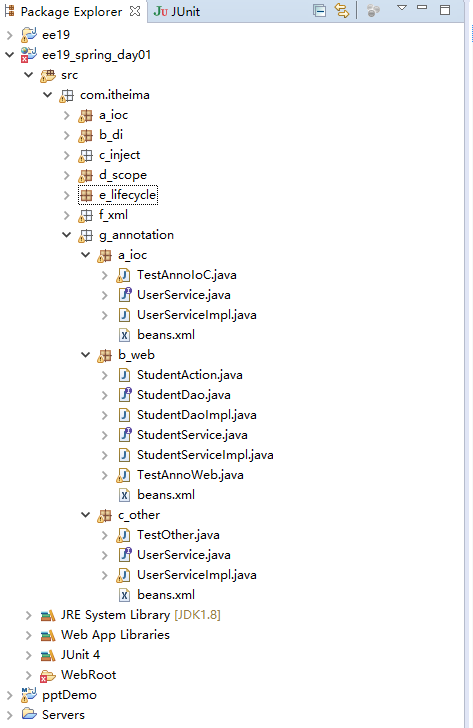 Package Explorer JUnit
ee19
ee19_spring_day01
src
com.itheima
a_ioc
b_di
c_inject
d_scope
e_lifecycle
f_xml
g_annotation
a_ioc
TestAnnoIoC.java
UserService.java
UserServiceImpl.java
beans.xml
b_web
StudentAction.java
StudentDao.java
StudentDaoImpl.java
StudentService.java
StudentServiceImpl.java
TestAnnoWeb.java
beans.xml
c_other
TestOther.java
UserService.java
UserServiceImpl.java
beans.xml
JRE System Library [JDK1.8]
Web App Libraries
JUnit 4
WebRoot
pptDemo
Servers